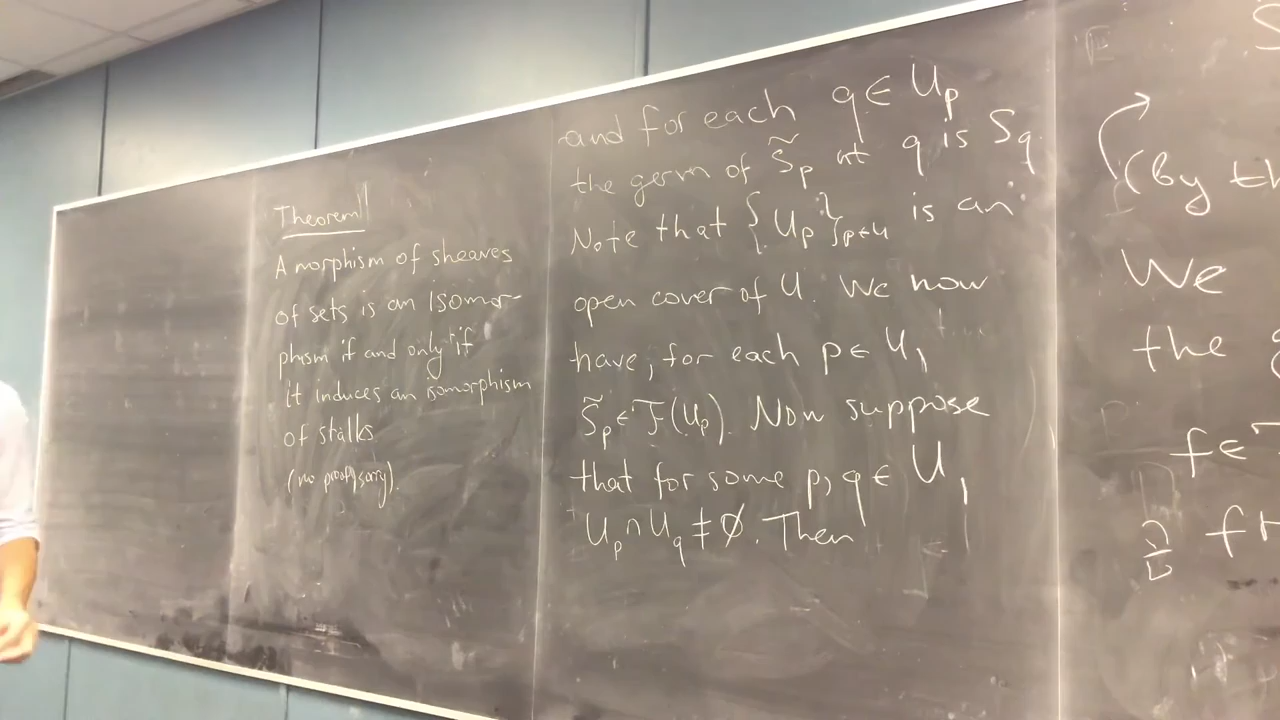 Theorem
A morphism of sheaves
of sets is an isomor-
phism if and only if
it induces an isomorphism
of stalks
(no proof, sorry).
and for each q ∈ U_p
the germ of S̃_p at q is S_q.
Note that {U_p}_{p∈U} is an
open cover of U. We now
have, for each p ∈ U,
S̃_p ∈ F(U_p). Now suppose
that for some p, q ∈ U,
U_p ∩ U_q ≠ ∅. Then
(By th
We
the
f ∈